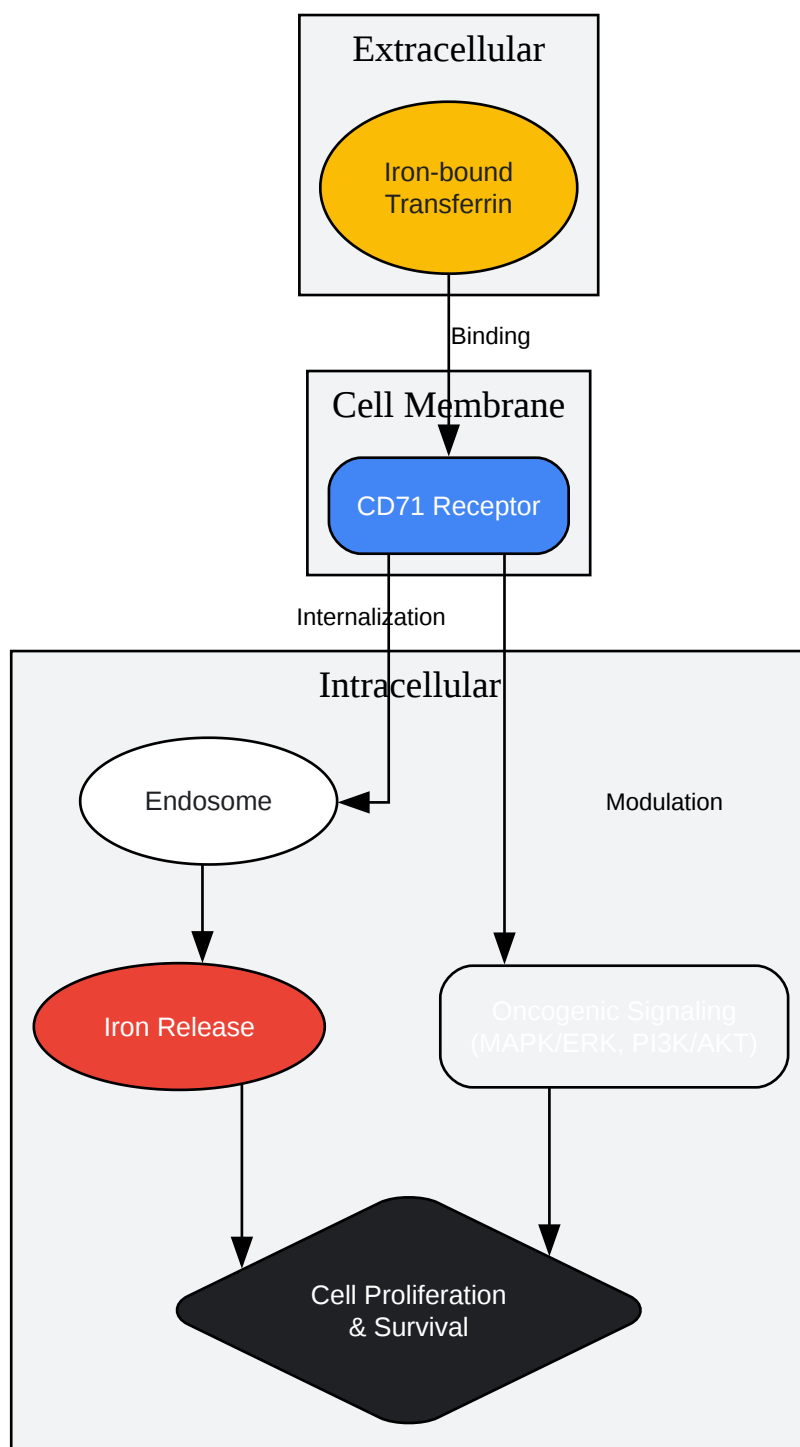 Extracellular
Iron-bound
Transferrin
Binding
Cell Membrane
CD71 Receptor
Internalization
Intracellular
Endosome
Modulation
Iron Release
Oncogenic Signaling
(MAPK/ERK, PI3K/AKT)
Cell Proliferation
& Survival